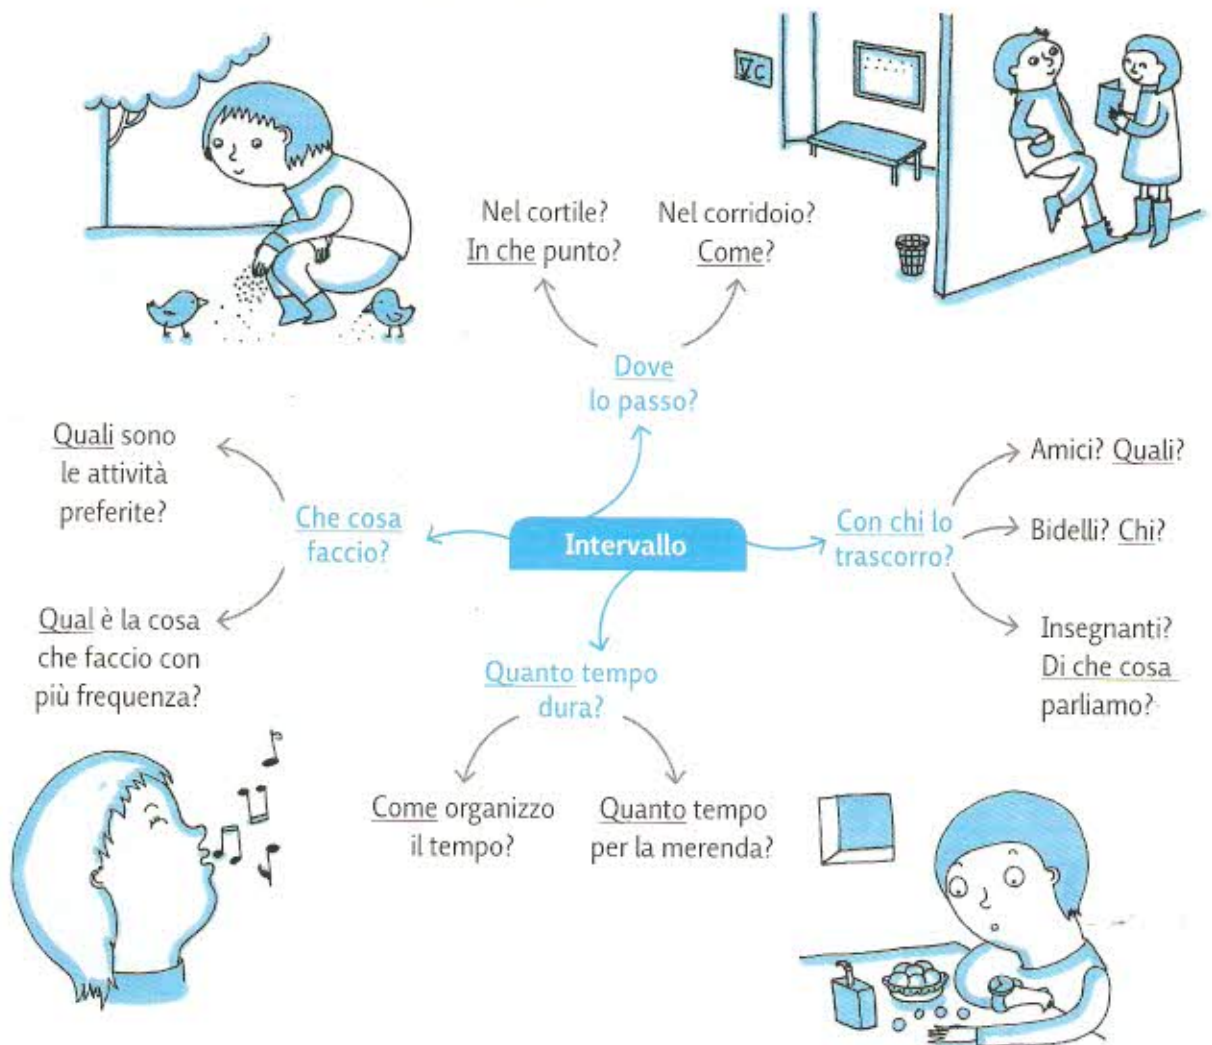 V C
Nel cortile?
In che punto?
Nel corridoio?
Come?
Dove
lo passo?
Quali sono
le attività
preferite?
Che cosa
faccio?
Qual è la cosa
che faccio con
più frequenza?
Intervallo
Con chi lo
trascorro?
Amici? Quali?
Bidelli? Chi?
Insegnanti?
Di che cosa
parliamo?
Quanto tempo
dura?
Come organizzo
il tempo?
Quanto tempo
per la merenda?